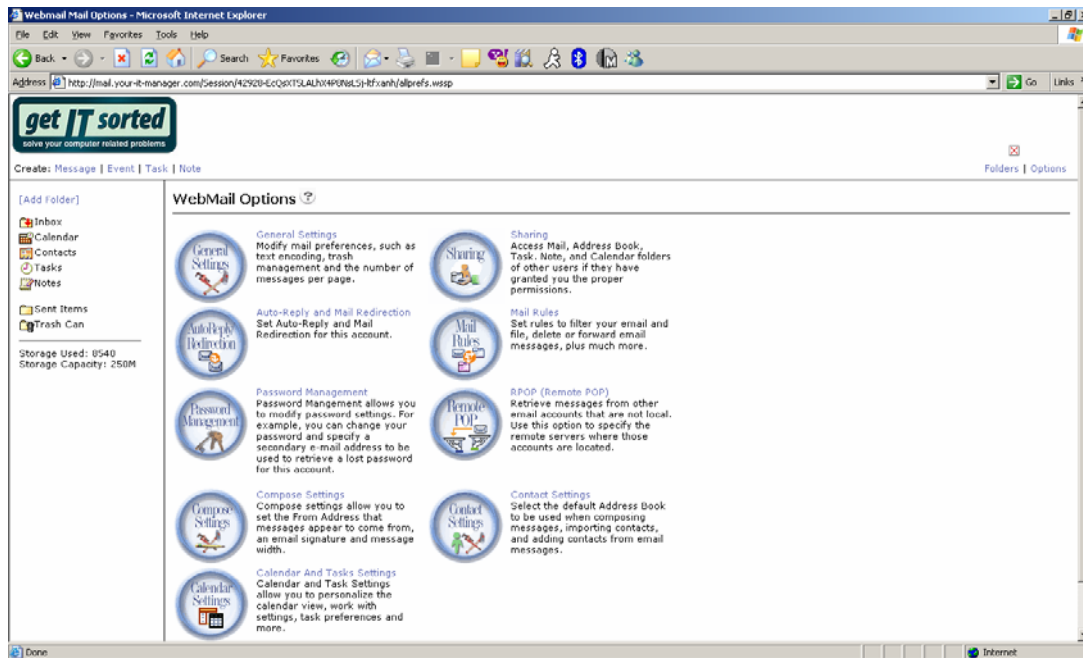 Webmail Mail Options - Microsoft Internet Explorer
File Edit View Favorites Tools Help
Back Search Favorites
Address http://mail.your-it-manager.com/Session/ /allprefs.wssp Go Links
get IT sorted
solve your computer related problems
Create: Message | Event | Task | Note
Folders | Options
[Add Folder]
Inbox
Calendar
Contacts
Tasks
Notes
Sent Items
Trash Can
Storage Used: 8540
Storage Capacity: 250M
WebMail Options ?
General Settings
General Settings
Modify mail preferences, such as
text encoding, trash
management and the number of
messages per page.
Sharing
Sharing
Access Mail, Address Book,
Task. Note, and Calendar folders
of other users if they have
granted you the proper
permissions.
AutoReply Redirection
Auto-Reply and Mail Redirection
Set Auto-Reply and Mail
Redirection for this account.
Mail Rules
Mail Rules
Set rules to filter your email and
file, delete or forward email
messages, plus much more.
Password Management
Password Management
Password Mangement allows you
to modify password settings. For
example, you can change your
password and specify a
secondary e-mail address to be
used to retrieve a lost password
for this account.
Remote POP
RPOP (Remote POP)
Retrieve messages from other
email accounts that are not local.
Use this option to specify the
remote servers where those
accounts are located.
Compose Settings
Compose Settings
Compose settings allow you to
set the From Address that
messages appear to come from,
an email signature and message
width.
Contact Settings
Contact Settings
Select the default Address Book
to be used when composing
messages, importing contacts,
and adding contacts from email
messages.
Calendar Settings
Calendar And Tasks Settings
Calendar and Task Settings
allow you to personalize the
calendar view, work with
settings, task preferences and
more.
Done
Internet